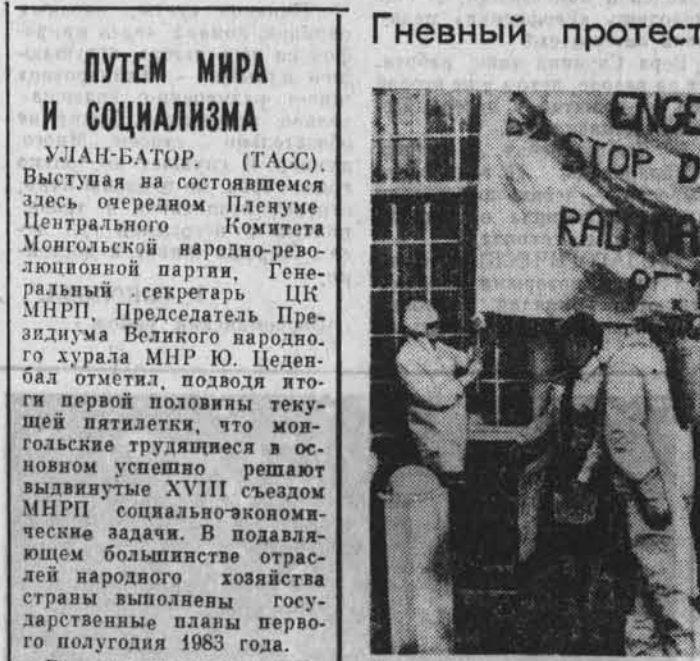 ПУТЕМ МИРА
И СОЦИАЛИЗМА
УЛАН-БАТОР. (ТАСС).
Выступая на состоявшемся
здесь очередном Пленуме
Центрального Комитета
Монгольской народно-рево-
люционной партии, Гене-
ральный секретарь ЦК
МНРП, Председатель Пре-
зидиума Великого народно-
го хурала МНР Ю. Цеден-
бал отметил, подводя ито-
ги первой половины теку-
щей пятилетки, что мон-
гольские трудящиеся в ос-
новном успешно решают
выдвинутые XVIII съездом
МНРП социально-экономи-
ческие задачи. В подавля-
ющем большинстве отрас-
лей народного хозяйства
страны выполнены госу-
дарственные планы перво-
го полугодия 1983 года.
Гневный протест
STOP